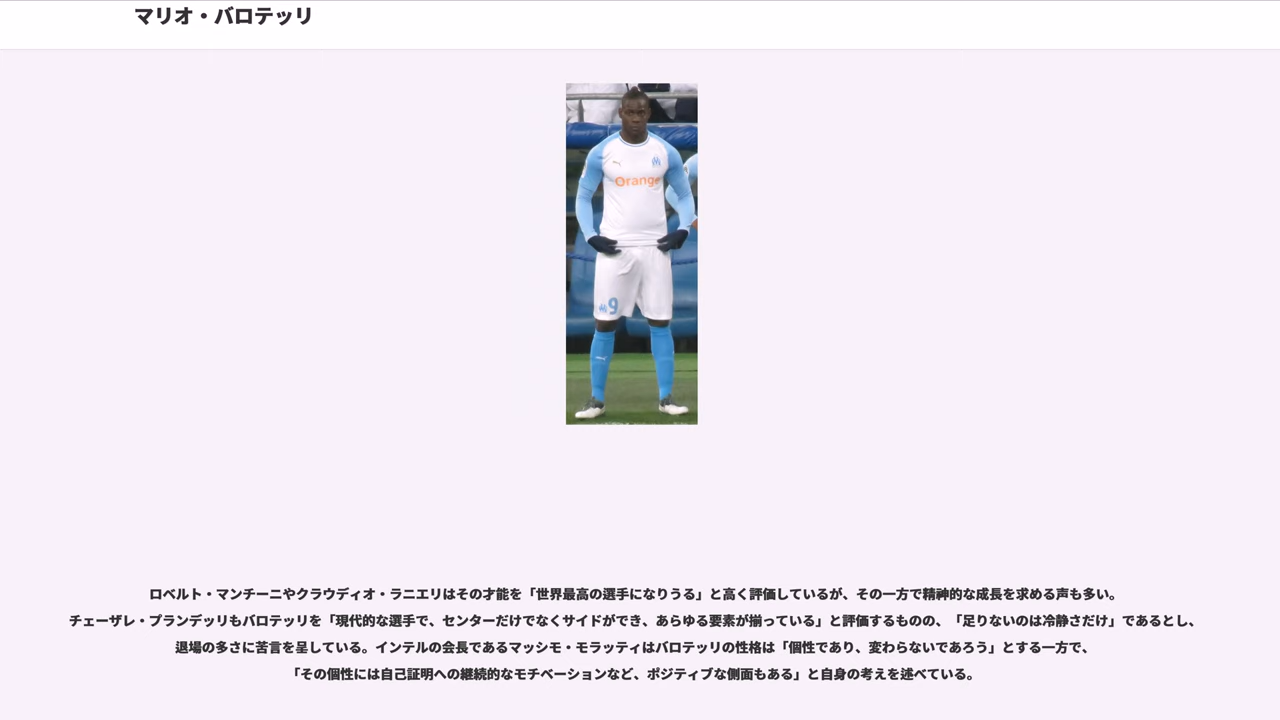 マリオ・バロテッリ
Orange
9
ロベルト・マンチーニやクラウディオ・ラニエリはその才能を「世界最高の選手になりうる」と高く評価しているが、その一方で精神的な成長を求める声も多い。
チェーザレ・プランデッリもバロテッリを「現代的な選手で、センターだけでなくサイドができ、あらゆる要素が揃っている」と評価するものの、「足りないのは冷静さだけ」であるとし、
退場の多さに苦言を呈している。インテルの会長であるマッシモ・モラッティはバロテッリの性格は「個性であり、変わらないであろう」とする一方で、
「その個性には自己証明への継続的なモチベーションなど、ポジティブな側面もある」と自身の考えを述べている。